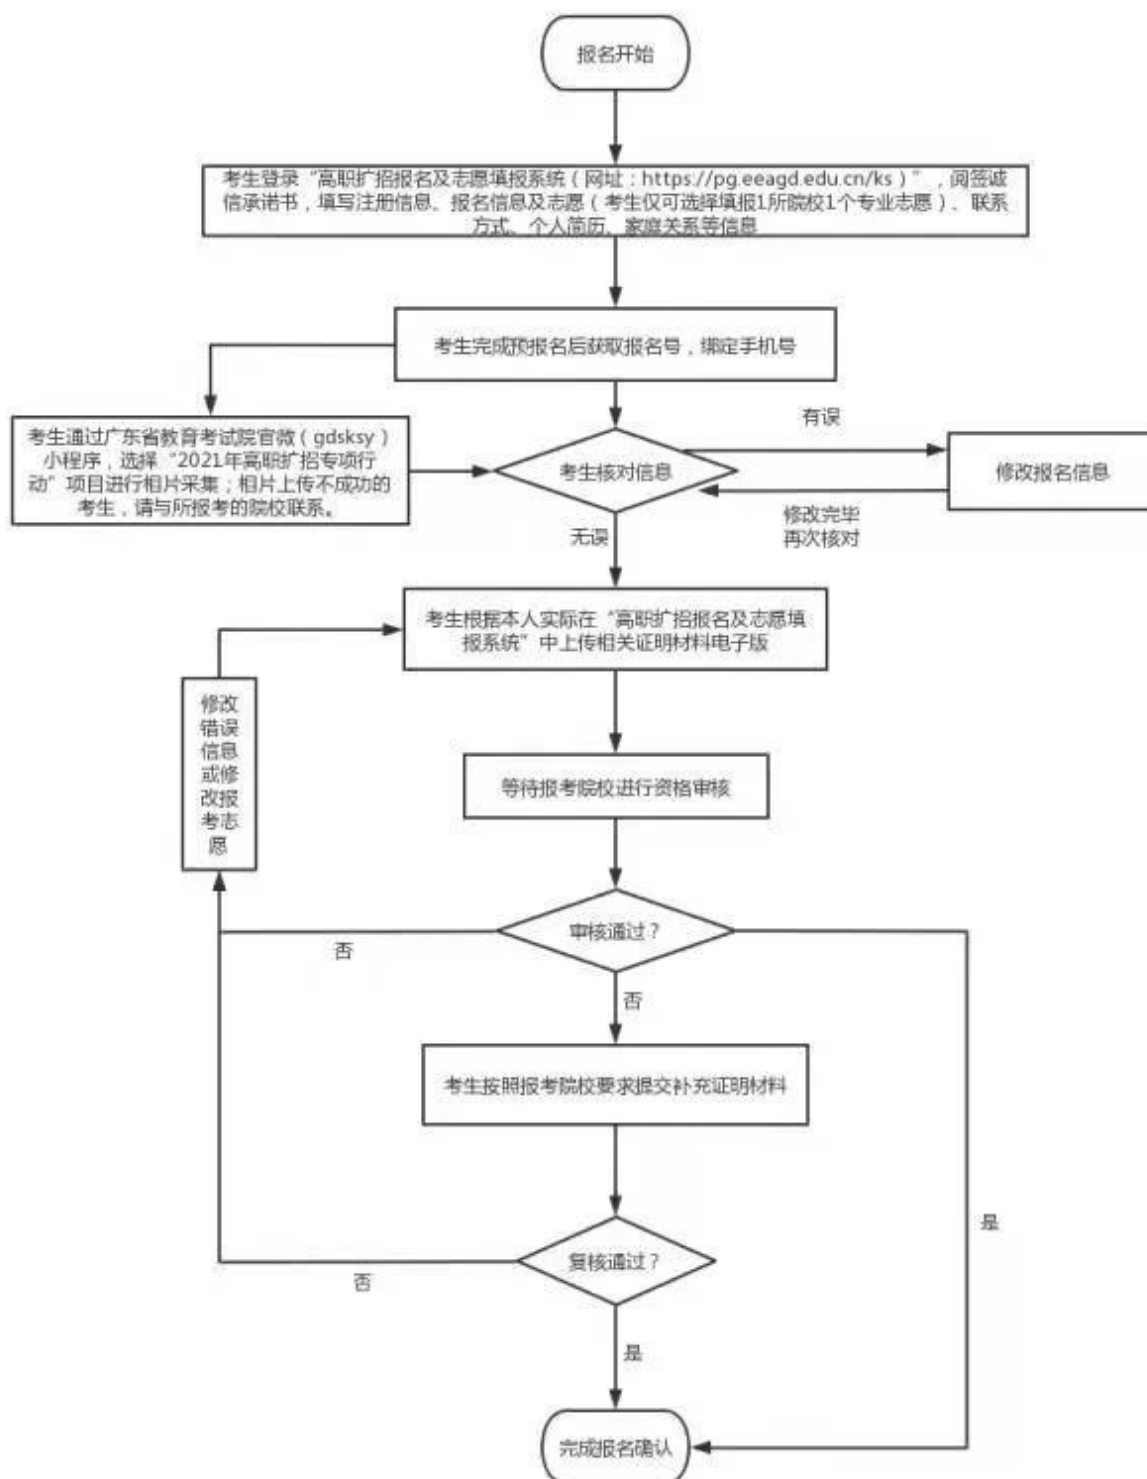 报名开始
考生登录“高职扩招报名及志愿填报系统（网址：https://pg.eeagd.edu.cn/ks）”，阅签诚
信承诺书，填写注册信息、报名信息及志愿（考生仅可选择填报1所院校1个专业志愿）、联系
方式、个人简历、家庭关系等信息
考生完成预报名后获取报名号，绑定手机号
考生通过广东省教育考试院官微（gdsksy）
小程序，选择“2021年高职扩招专项行
动”项目进行相片采集；相片上传不成功的
考生，请与所报考的院校联系。
考生核对信息
有误
修改报名信息
修改完毕
再次核对
无误
考生根据本人实际在“高职扩招报名及志愿填
报系统”中上传相关证明材料电子版
修改
错误
信息
或修
改报
考志
愿
等待报考院校进行资格审核
审核通过？
否
否
考生按照报考院校要求提交补充证明材料
是
复核通过？
否
是
完成报名确认